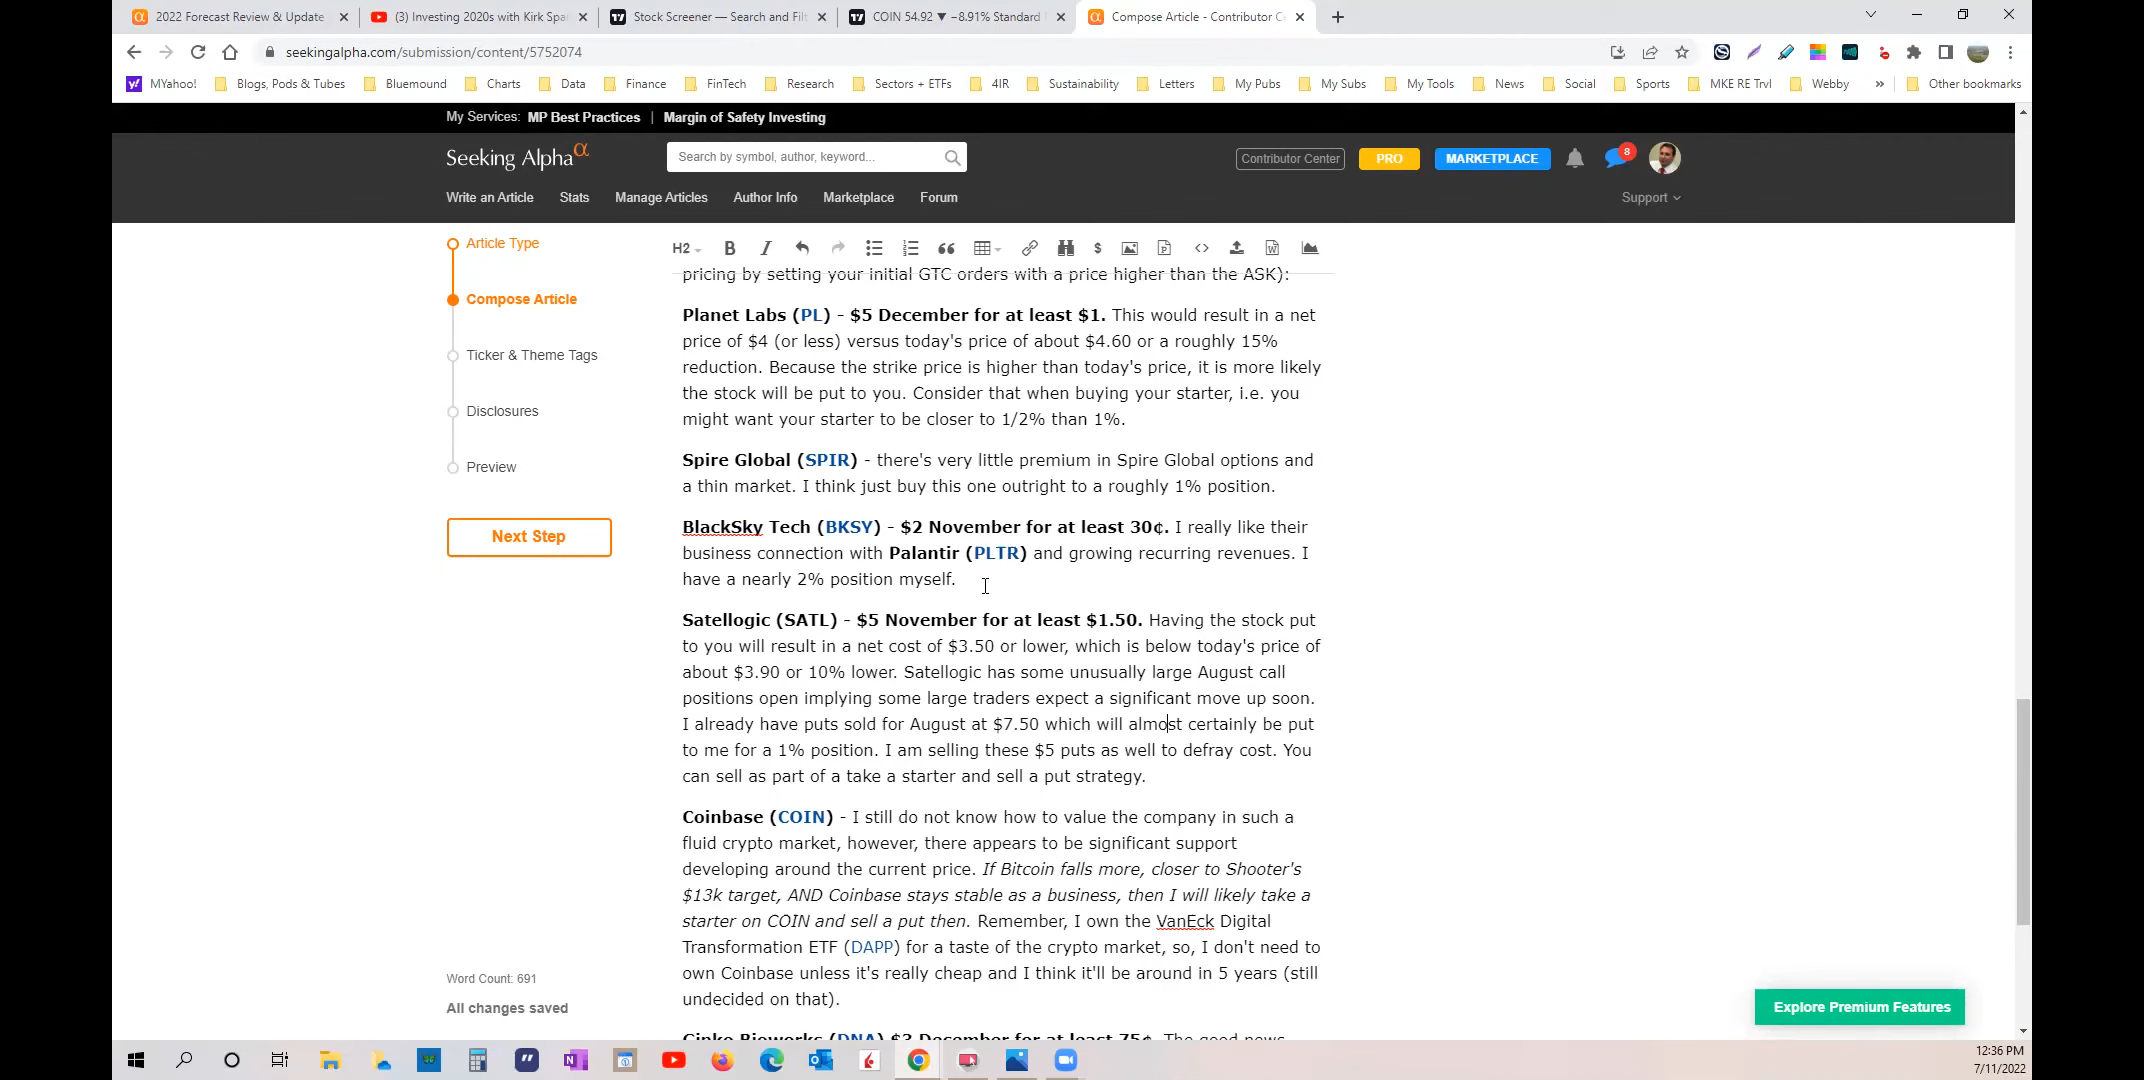 2022 Forecast Review & Update
(3) Investing 2020s with Kirk Spa
Stock Screener — Search and Filt
COIN 54.92 ▼ −8.91% Standard
Compose Article - Contributor C
seekingalpha.com/submission/content/5752074
MYahoo! Blogs, Pods & Tubes Bluemound Charts Data Finance FinTech Research Sectors + ETFs 4IR Sustainability Letters My Pubs My Subs My Tools News Social Sports MKE RE Trvl Webby » Other bookmarks
My Services: MP Best Practices | Margin of Safety Investing
Seeking Alpha α
Search by symbol, author, keyword...
Contributor Center
PRO
MARKETPLACE
8
Write an Article Stats Manage Articles Author Info Marketplace Forum
Support
Article Type
Compose Article
Ticker & Theme Tags
Disclosures
Preview
Next Step
H2 B I
pricing by setting your initial GTC orders with a price higher than the ASK):
Planet Labs (PL) - $5 December for at least $1. This would result in a net
price of $4 (or less) versus today's price of about $4.60 or a roughly 15%
reduction. Because the strike price is higher than today's price, it is more likely
the stock will be put to you. Consider that when buying your starter, i.e. you
might want your starter to be closer to 1/2% than 1%.
Spire Global (SPIR) - there's very little premium in Spire Global options and
a thin market. I think just buy this one outright to a roughly 1% position.
BlackSky Tech (BKSY) - $2 November for at least 30¢. I really like their
business connection with Palantir (PLTR) and growing recurring revenues. I
have a nearly 2% position myself.
Satellogic (SATL) - $5 November for at least $1.50. Having the stock put
to you will result in a net cost of $3.50 or lower, which is below today's price of
about $3.90 or 10% lower. Satellogic has some unusually large August call
positions open implying some large traders expect a significant move up soon.
I already have puts sold for August at $7.50 which will almost certainly be put
to me for a 1% position. I am selling these $5 puts as well to defray cost. You
can sell as part of a take a starter and sell a put strategy.
Coinbase (COIN) - I still do not know how to value the company in such a
fluid crypto market, however, there appears to be significant support
developing around the current price. If Bitcoin falls more, closer to Shooter's
$13k target, AND Coinbase stays stable as a business, then I will likely take a
starter on COIN and sell a put then. Remember, I own the VanEck Digital
Transformation ETF (DAPP) for a taste of the crypto market, so, I don't need to
own Coinbase unless it's really cheap and I think it'll be around in 5 years (still
undecided on that).
Ginko Bioworks (DNA) $3 December for at least 75¢. The good news
Word Count: 691
All changes saved
Explore Premium Features
12:36 PM
7/11/2022